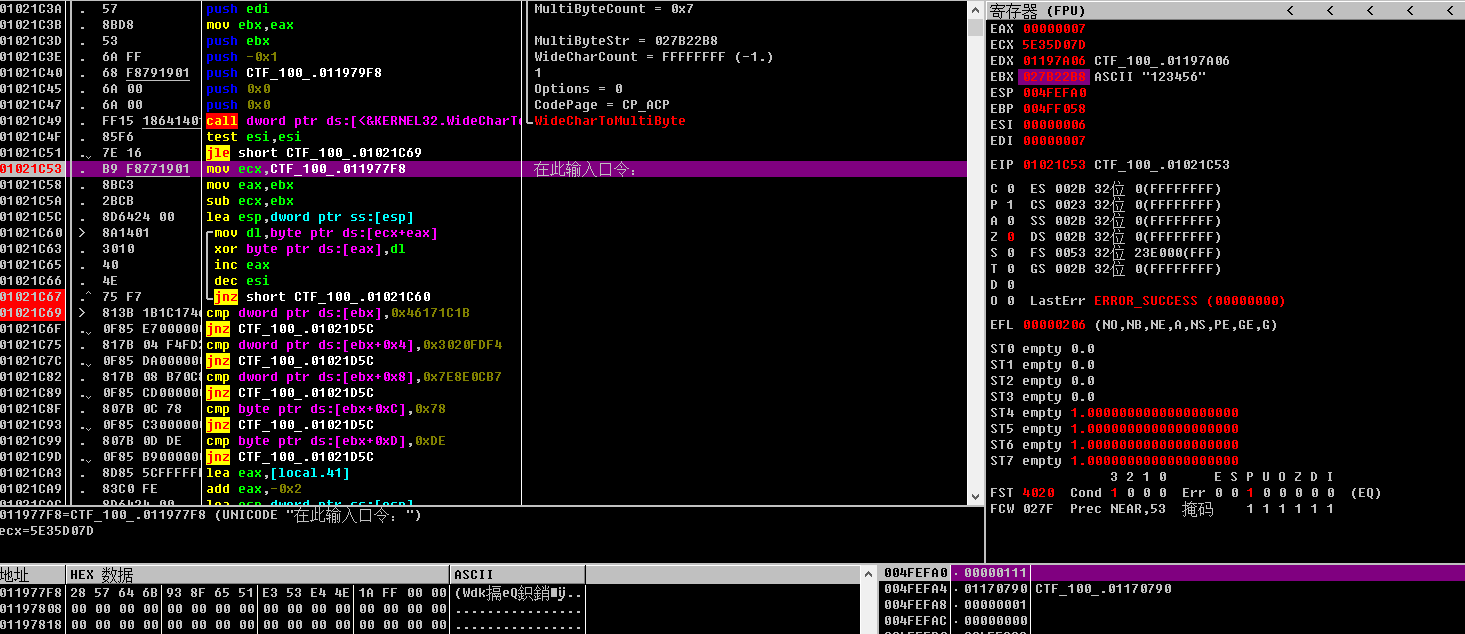 01021C3A . 57 push edi MultiByteCount = 0x7
01021C3B . 8BD8 mov ebx,eax
01021C3D . 53 push ebx MultiByteStr = 027B22B8
01021C3E . 6A FF push -0x1 WideCharCount = FFFFFFFF (-1.)
01021C40 . 68 F8791901 push CTF_100_.011979F8 1
01021C45 . 6A 00 push 0x0 Options = 0
01021C47 . 6A 00 push 0x0 CodePage = CP_ACP
01021C49 . FF15 1864140 call dword ptr ds:[<&KERNEL32.WideCharTo WideCharToMultiByte
01021C4F . 85F6 test esi,esi
01021C51 . 7E 16 jle short CTF_100_.01021C69
01021C53 . B9 F8771901 mov ecx,CTF_100_.011977F8 在此输入口令：
01021C58 . 8BC3 mov eax,ebx
01021C5A . 2BCB sub ecx,ebx
01021C5C . 8D6424 00 lea esp,dword ptr ss:[esp]
01021C60 > 8A1401 mov dl,byte ptr ds:[ecx+eax]
01021C63 . 3010 xor byte ptr ds:[eax],dl
01021C65 . 40 inc eax
01021C66 . 4E dec esi
01021C67 .^ 75 F7 jnz short CTF_100_.01021C60
01021C69 > 813B 1B1C174 cmp dword ptr ds:[ebx],0x46171C1B
01021C6F . 0F85 E700000 jnz CTF_100_.01021D5C
01021C75 . 817B 04 F4FD2 cmp dword ptr ds:[ebx+0x4],0x3020FDF4
01021C7C . 0F85 DA00000 jnz CTF_100_.01021D5C
01021C82 . 817B 08 B70C8 cmp dword ptr ds:[ebx+0x8],0x7E8E0CB7
01021C89 . 0F85 CD00000 jnz CTF_100_.01021D5C
01021C8F . 807B 0C 78 cmp byte ptr ds:[ebx+0xC],0x78
01021C93 . 0F85 C300000 jnz CTF_100_.01021D5C
01021C99 . 807B 0D DE cmp byte ptr ds:[ebx+0xD],0xDE
01021C9D . 0F85 B900000 jnz CTF_100_.01021D5C
01021CA3 . 8D85 5CFFFFF lea eax,[local.41]
01021CA9 . 83C0 FE add eax,-0x2
011977F8=CTF_100_.011977F8 (UNICODE "在此输入口令：")
ecx=5E35D07D
寄存器 (FPU) < < < < <
EAX 00000007
ECX 5E35D07D
EDX 01197A06 CTF_100_.01197A06
EBX 027B22B8 ASCII "123456"
ESP 004FEFA0
EBP 004FF058
ESI 00000006
EDI 00000007
EIP 01021C53 CTF_100_.01021C53
C 0 ES 002B 32位 0(FFFFFFFF)
P 1 CS 0023 32位 0(FFFFFFFF)
A 0 SS 002B 32位 0(FFFFFFFF)
Z 0 DS 002B 32位 0(FFFFFFFF)
S 0 FS 0053 32位 23E000(FFF)
T 0 GS 002B 32位 0(FFFFFFFF)
D 0
O 0 LastErr ERROR_SUCCESS (00000000)
EFL 00000206 (NO,NB,NE,A,NS,PE,GE,G)
ST0 empty 0.0
ST1 empty 0.0
ST2 empty 0.0
ST3 empty 0.0
ST4 empty 1.0000000000000000000
ST5 empty 1.0000000000000000000
ST6 empty 1.0000000000000000000
ST7 empty 1.0000000000000000000
3 2 1 0 E S P U O Z D I
FST 4020 Cond 1 0 0 0 Err 0 0 1 0 0 0 0 0 (EQ)
FCW 027F Prec NEAR,53 掩码 1 1 1 1 1 1
地址 HEX 数据 ASCII
011977F8 28 57 64 6B 93 8F 65 51 E3 53 E4 4E 1A FF 00 00 (Wdk
01197808 00 00 00 00 00 00 00 00 00 00 00 00 00 00 00 00 ................
01197818 00 00 00 00 00 00 00 00 00 00 00 00 00 00 00 00 ................
004FEFA0 00000111
004FEFA4 01170790 CTF_100_.01170790
004FEFA8 00000001
004FEFAC 00000000